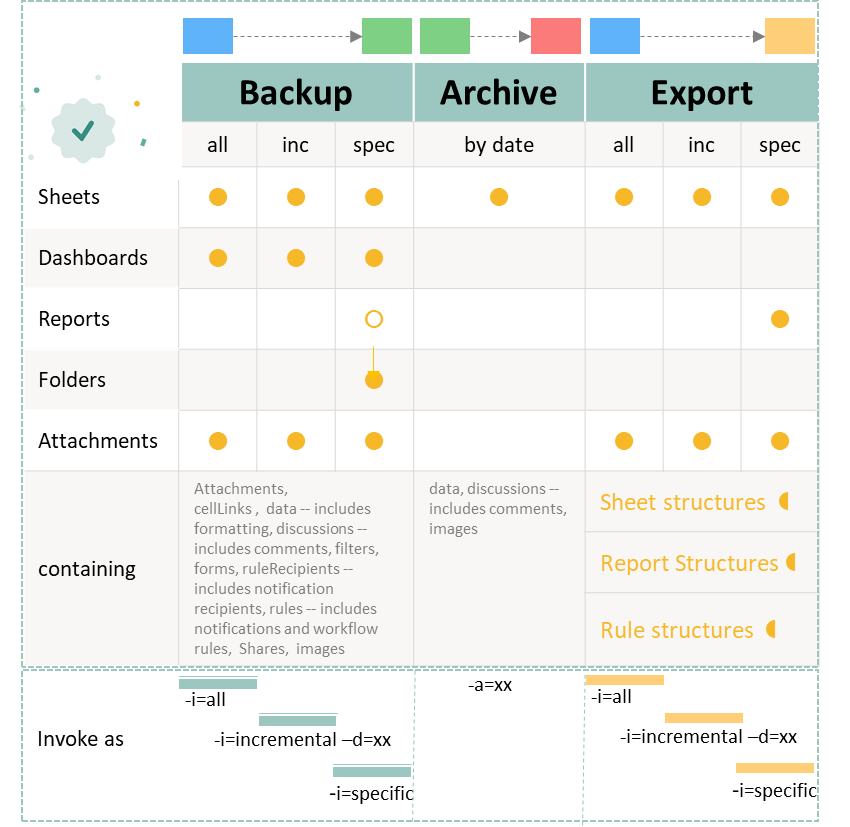 Backup Archive Export
all inc spec by date all inc spec
Sheets
Dashboards
Reports
Folders
Attachments
containing
Attachments,
cellLinks , data -- includes
formatting, discussions --
includes comments, filters,
forms, ruleRecipients --
includes notification
recipients, rules -- includes
notifications and workflow
rules, Shares, images
data, discussions --
includes comments,
images
Sheet structures
Report Structures
Rule structures
Invoke as
-i=all
-i=incremental –d=xx
-i=specific
-a=xx
-i=all
-i=incremental –d=xx
-i=specific